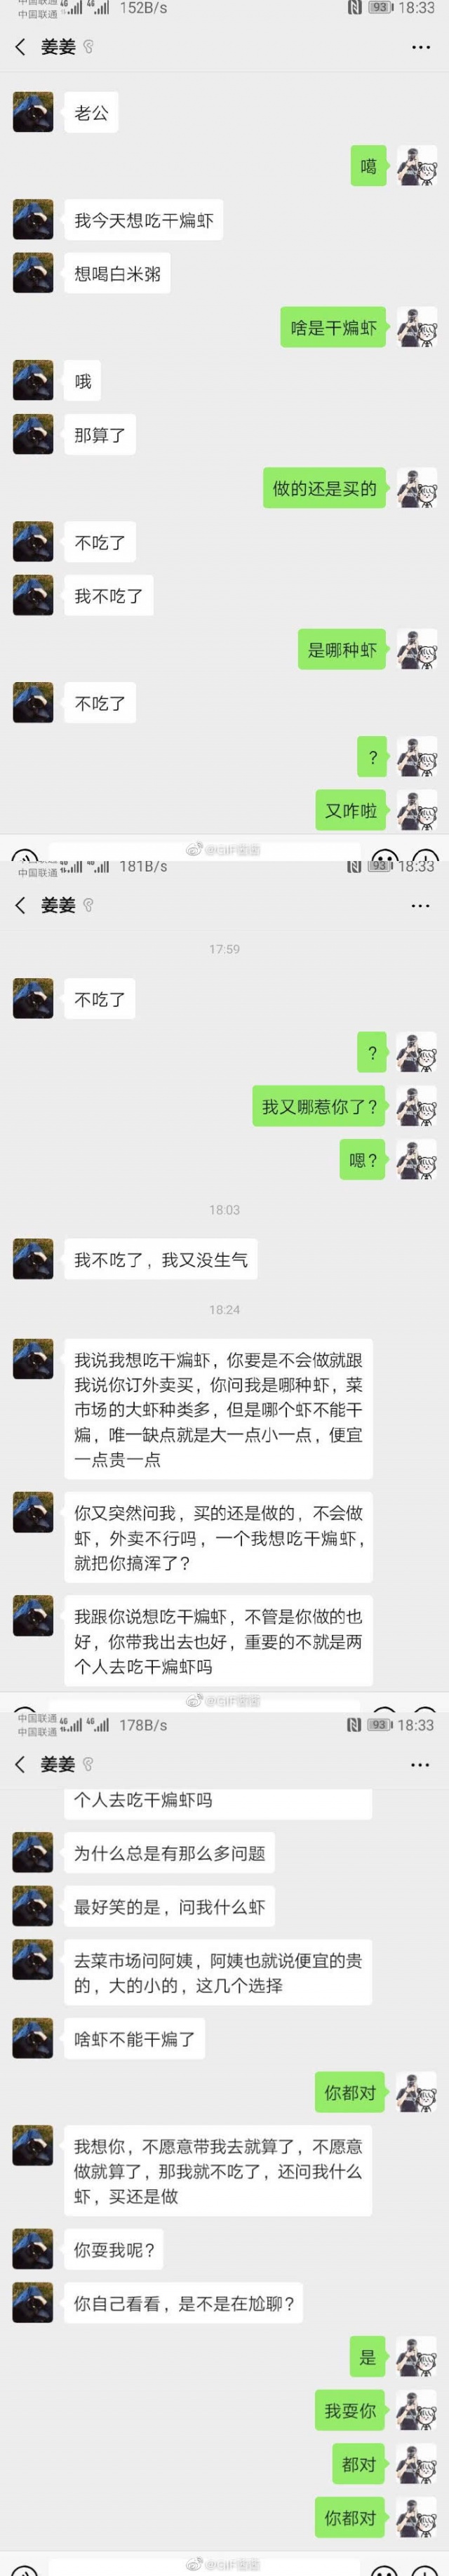 中国联通 4G 4G 152B/s 93 18:33
中国联通
姜姜
老公
噶
我今天想吃干煸虾
想喝白米粥
啥是干煸虾
哦
那算了
做的还是买的
不吃了
我不吃了
是哪种虾
不吃了
?
又咋啦
中国联通 4G 4G 181B/s 93 18:33
中国联通
姜姜
17:59
不吃了
?
我又哪惹你了?
嗯?
18:03
我不吃了，我又没生气
18:24
我说我想吃干煸虾，你要是不会做就跟
我说你订外卖买，你问我是哪种虾，菜
市场的大虾种类多，但是哪个虾不能干
煸，唯一缺点就是大一点小一点，便宜
一点贵一点
你又突然问我，买的还是做的，不会做
虾，外卖不行吗，一个我想吃干煸虾，
就把你搞浑了?
我跟你说想吃干煸虾，不管是你做的也
好，你带我出去也好，重要的不就是两
个人去吃干煸虾吗
中国联通 4G 4G 178B/s 93 18:33
中国联通
姜姜
个人去吃干煸虾吗
为什么总是有那么多问题
最好笑的是，问我什么虾
去菜市场问阿姨，阿姨也就说便宜的贵
的，大的小的，这几个选择
啥虾不能干煸了
你都对
我想你，不愿意带我去就算了，不愿意
做就算了，那我就不吃了，还问我什么
虾，买还是做
你耍我呢?
你自己看看，是不是在尬聊?
是
我耍你
都对
你都对